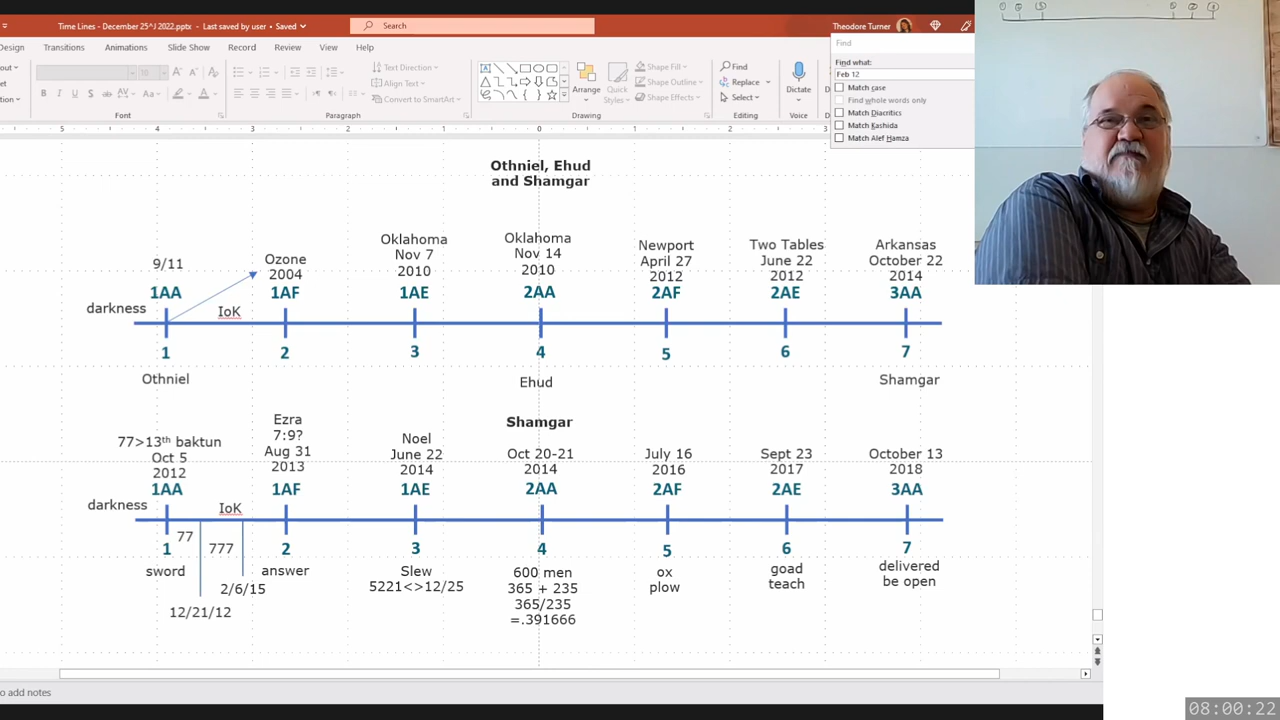 Time Lines - December 25^J 2022.pptx - Last saved by user • Saved
Search
Theodore Turner
Design Transitions Animations Slide Show Record Review View Help
Text Direction
Align Text
Convert to SmartArt
Arrange
Quick
Styles
Shape Fill
Shape Outline
Shape Effects
Find
Replace
Select
Dictate
Font
Paragraph
Drawing
Editing
Voice
Find
Find what:
Feb 12
Match case
Find whole words only
Match Diacritics
Match Kashida
Match Alef Hamza
5 4 3 2 1 0 1 2 3
Othniel, Ehud
and Shamgar
9/11
1AA
darkness
IoK
Ozone
2004
1AF
Oklahoma
Nov 7
2010
1AE
Oklahoma
Nov 14
2010
2AA
Newport
April 27
2012
2AF
Two Tables
June 22
2012
2AE
Arkansas
October 22
2014
3AA
1 2 3 4 5 6 7
Othniel
Ehud
Shamgar
Shamgar
77>13th baktun
Oct 5
2012
1AA
darkness
IoK
Ezra
7:9?
Aug 31
2013
1AF
Noel
June 22
2014
1AE
Oct 20-21
2014
2AA
July 16
2016
2AF
Sept 23
2017
2AE
October 13
2018
3AA
77
777
1 2 3 4 5 6 7
sword
12/21/12
2/6/15
answer
Slew
5221<>12/25
600 men
365 + 235
365/235
=.391666
ox
plow
goad
teach
delivered
be open
to add notes
08:00:22